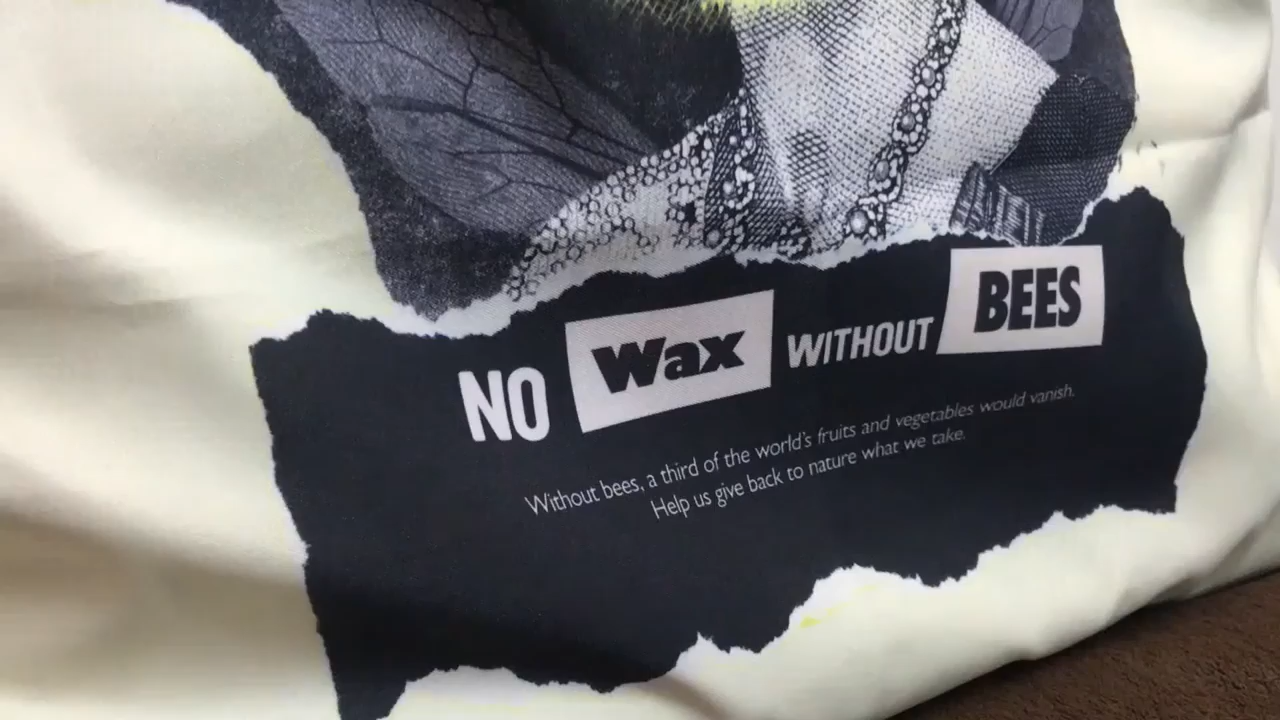 NO Wax WITHOUT BEES
Without bees, a third of the world's fruits and vegetables would vanish.
Help us give back to nature what we take.